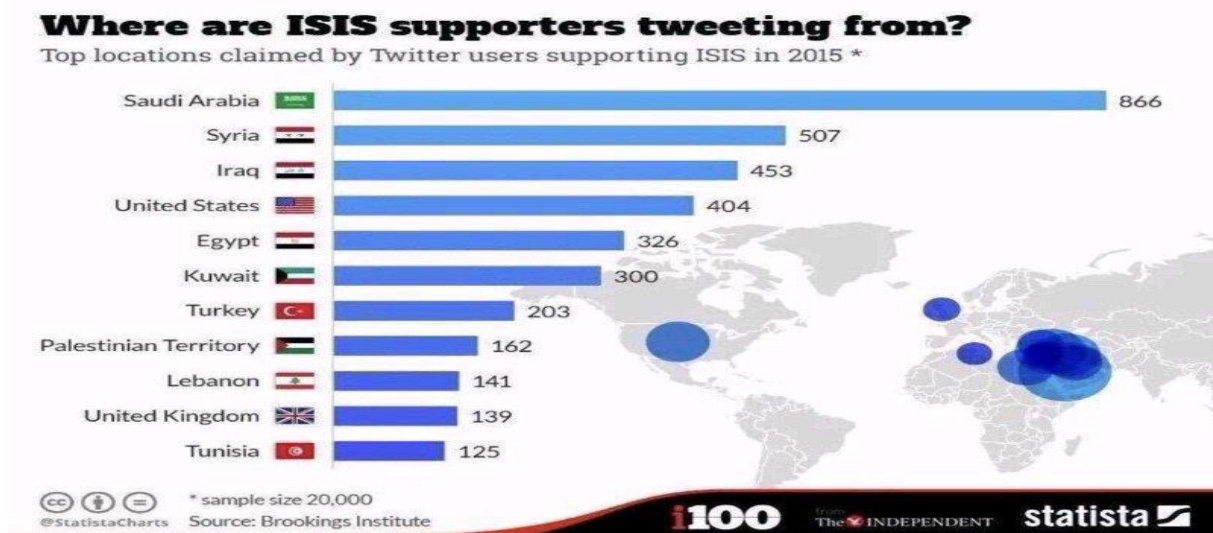 Where are ISIS supporters tweeting from?
Top locations claimed by Twitter users supporting ISIS in 2015 *
Saudi Arabia 866
Syria 507
Iraq 453
United States 404
Egypt 326
Kuwait 300
Turkey 203
Palestinian Territory 162
Lebanon 141
United Kingdom 139
Tunisia 125
* sample size 20,000
@StatistaCharts Source: Brookings Institute
i100 from The INDEPENDENT statista